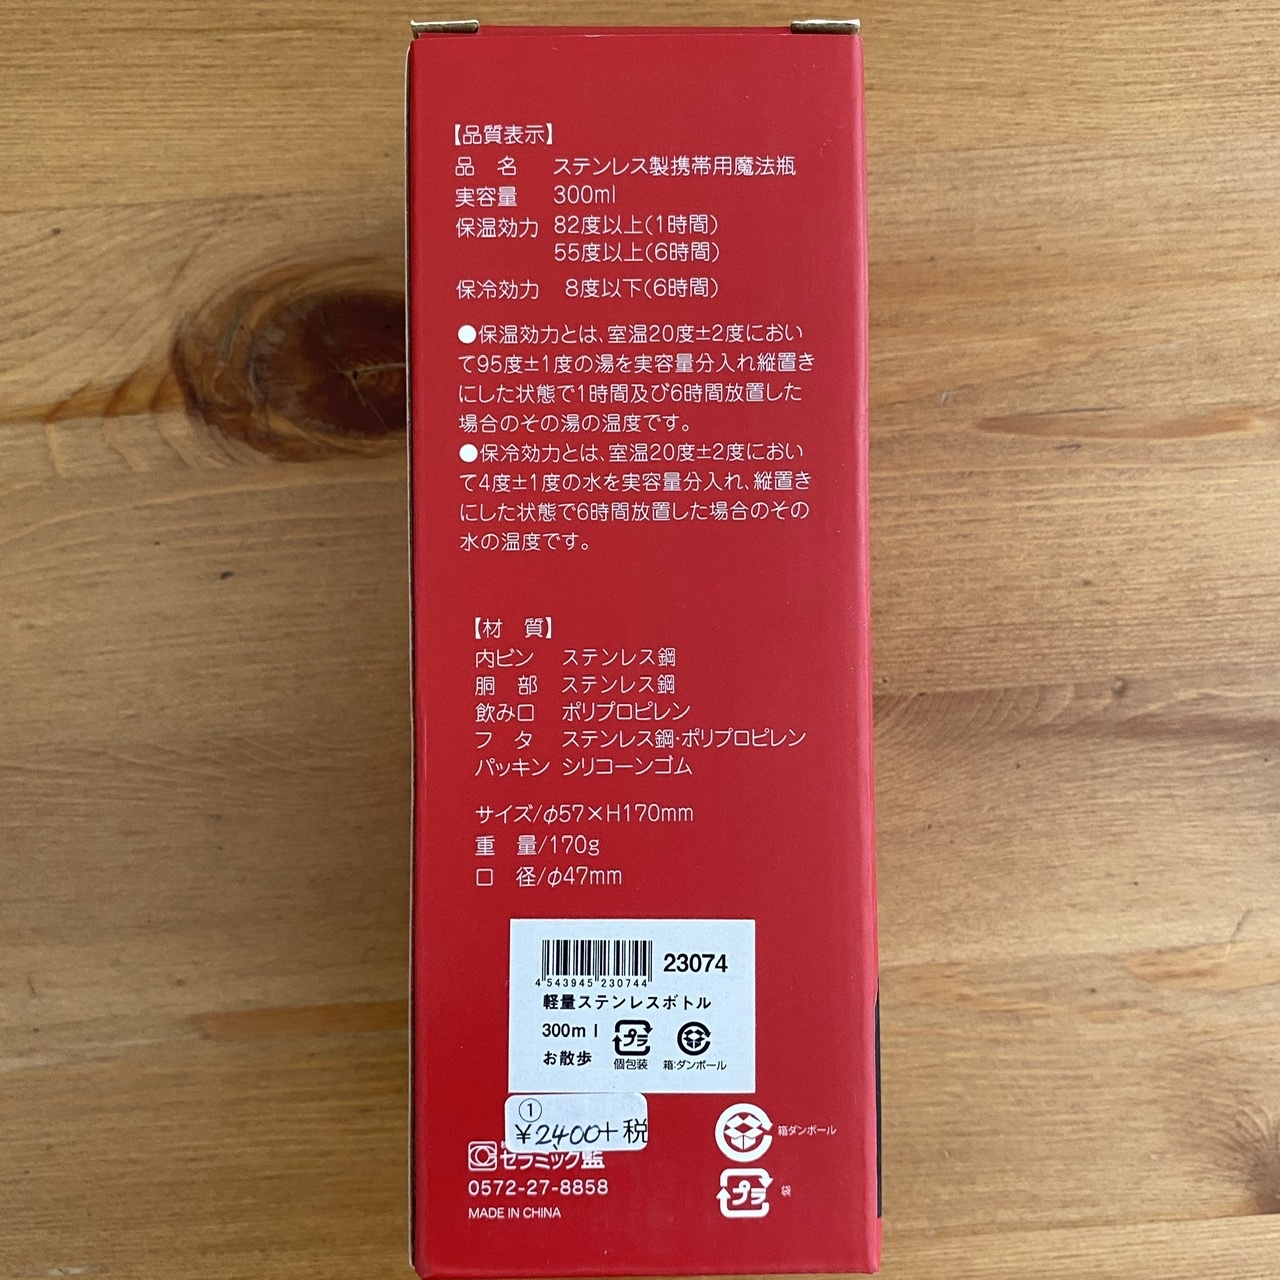 【品質表示】
品 名 ステンレス製携帯用魔法瓶
実容量 300ml
保温効力 82度以上(1時間)
55度以上(6時間)
保冷効力 8度以下(6時間)
●保温効力とは、室温20度±2度におい
て95度±1度の湯を実容量分入れ縦置き
にした状態で1時間及び6時間放置した
場合のその湯の温度です。
●保冷効力とは、室温20度±2度におい
て4度±1度の水を実容量分入れ、縦置き
にした状態で6時間放置した場合のその
水の温度です。
【材 質】
内ビン ステンレス鋼
胴 部 ステンレス鋼
飲み口 ポリプロピレン
フ タ ステンレス鋼・ポリプロピレン
パッキン シリコーンゴム
サイズ/φ57×H170mm
重 量/170g
口 径/φ47mm
23074
4 543945 230744
軽量ステンレスボトル
300ml プラ
個包装 箱:ダンボール
お散歩
①
¥2400+税
セラミック藍
0572-27-8858
MADE IN CHINA
箱ダンボール
プラ 袋